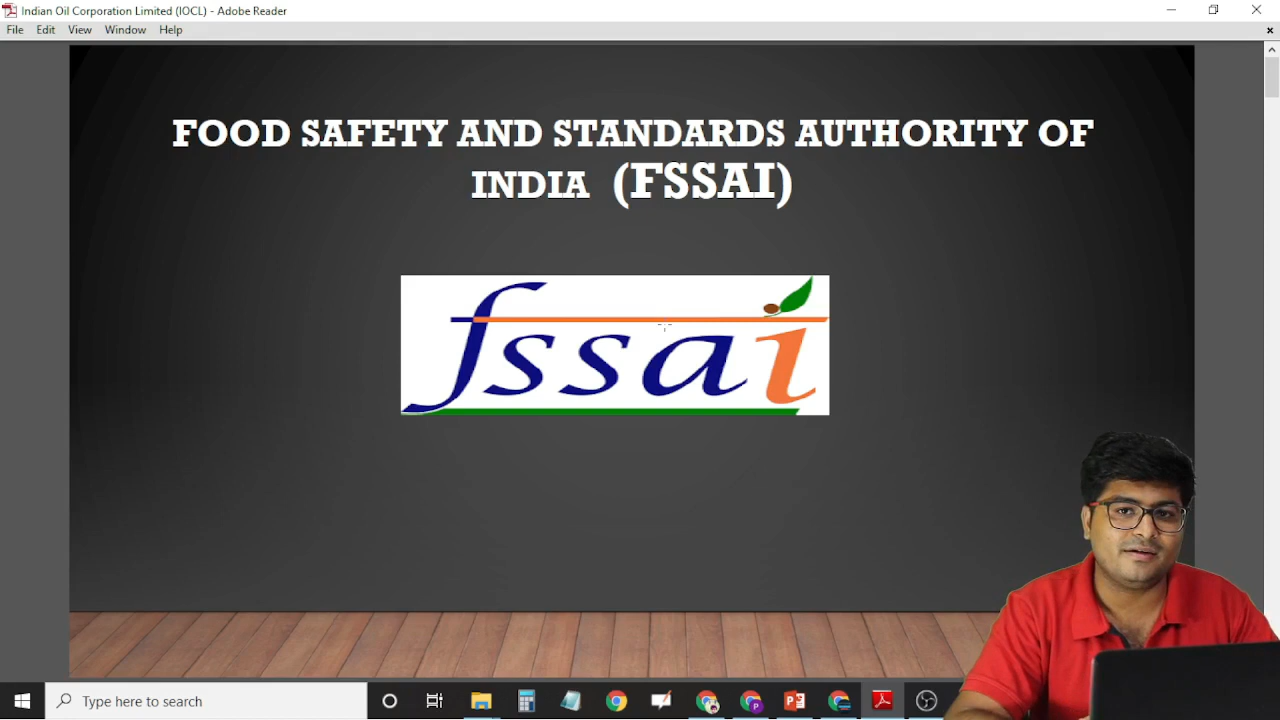 Indian Oil Corporation Limited (IOCL) - Adobe Reader
File Edit View Window Help
FOOD SAFETY AND STANDARDS AUTHORITY OF
INDIA (FSSAI)
fssai
Type here to search